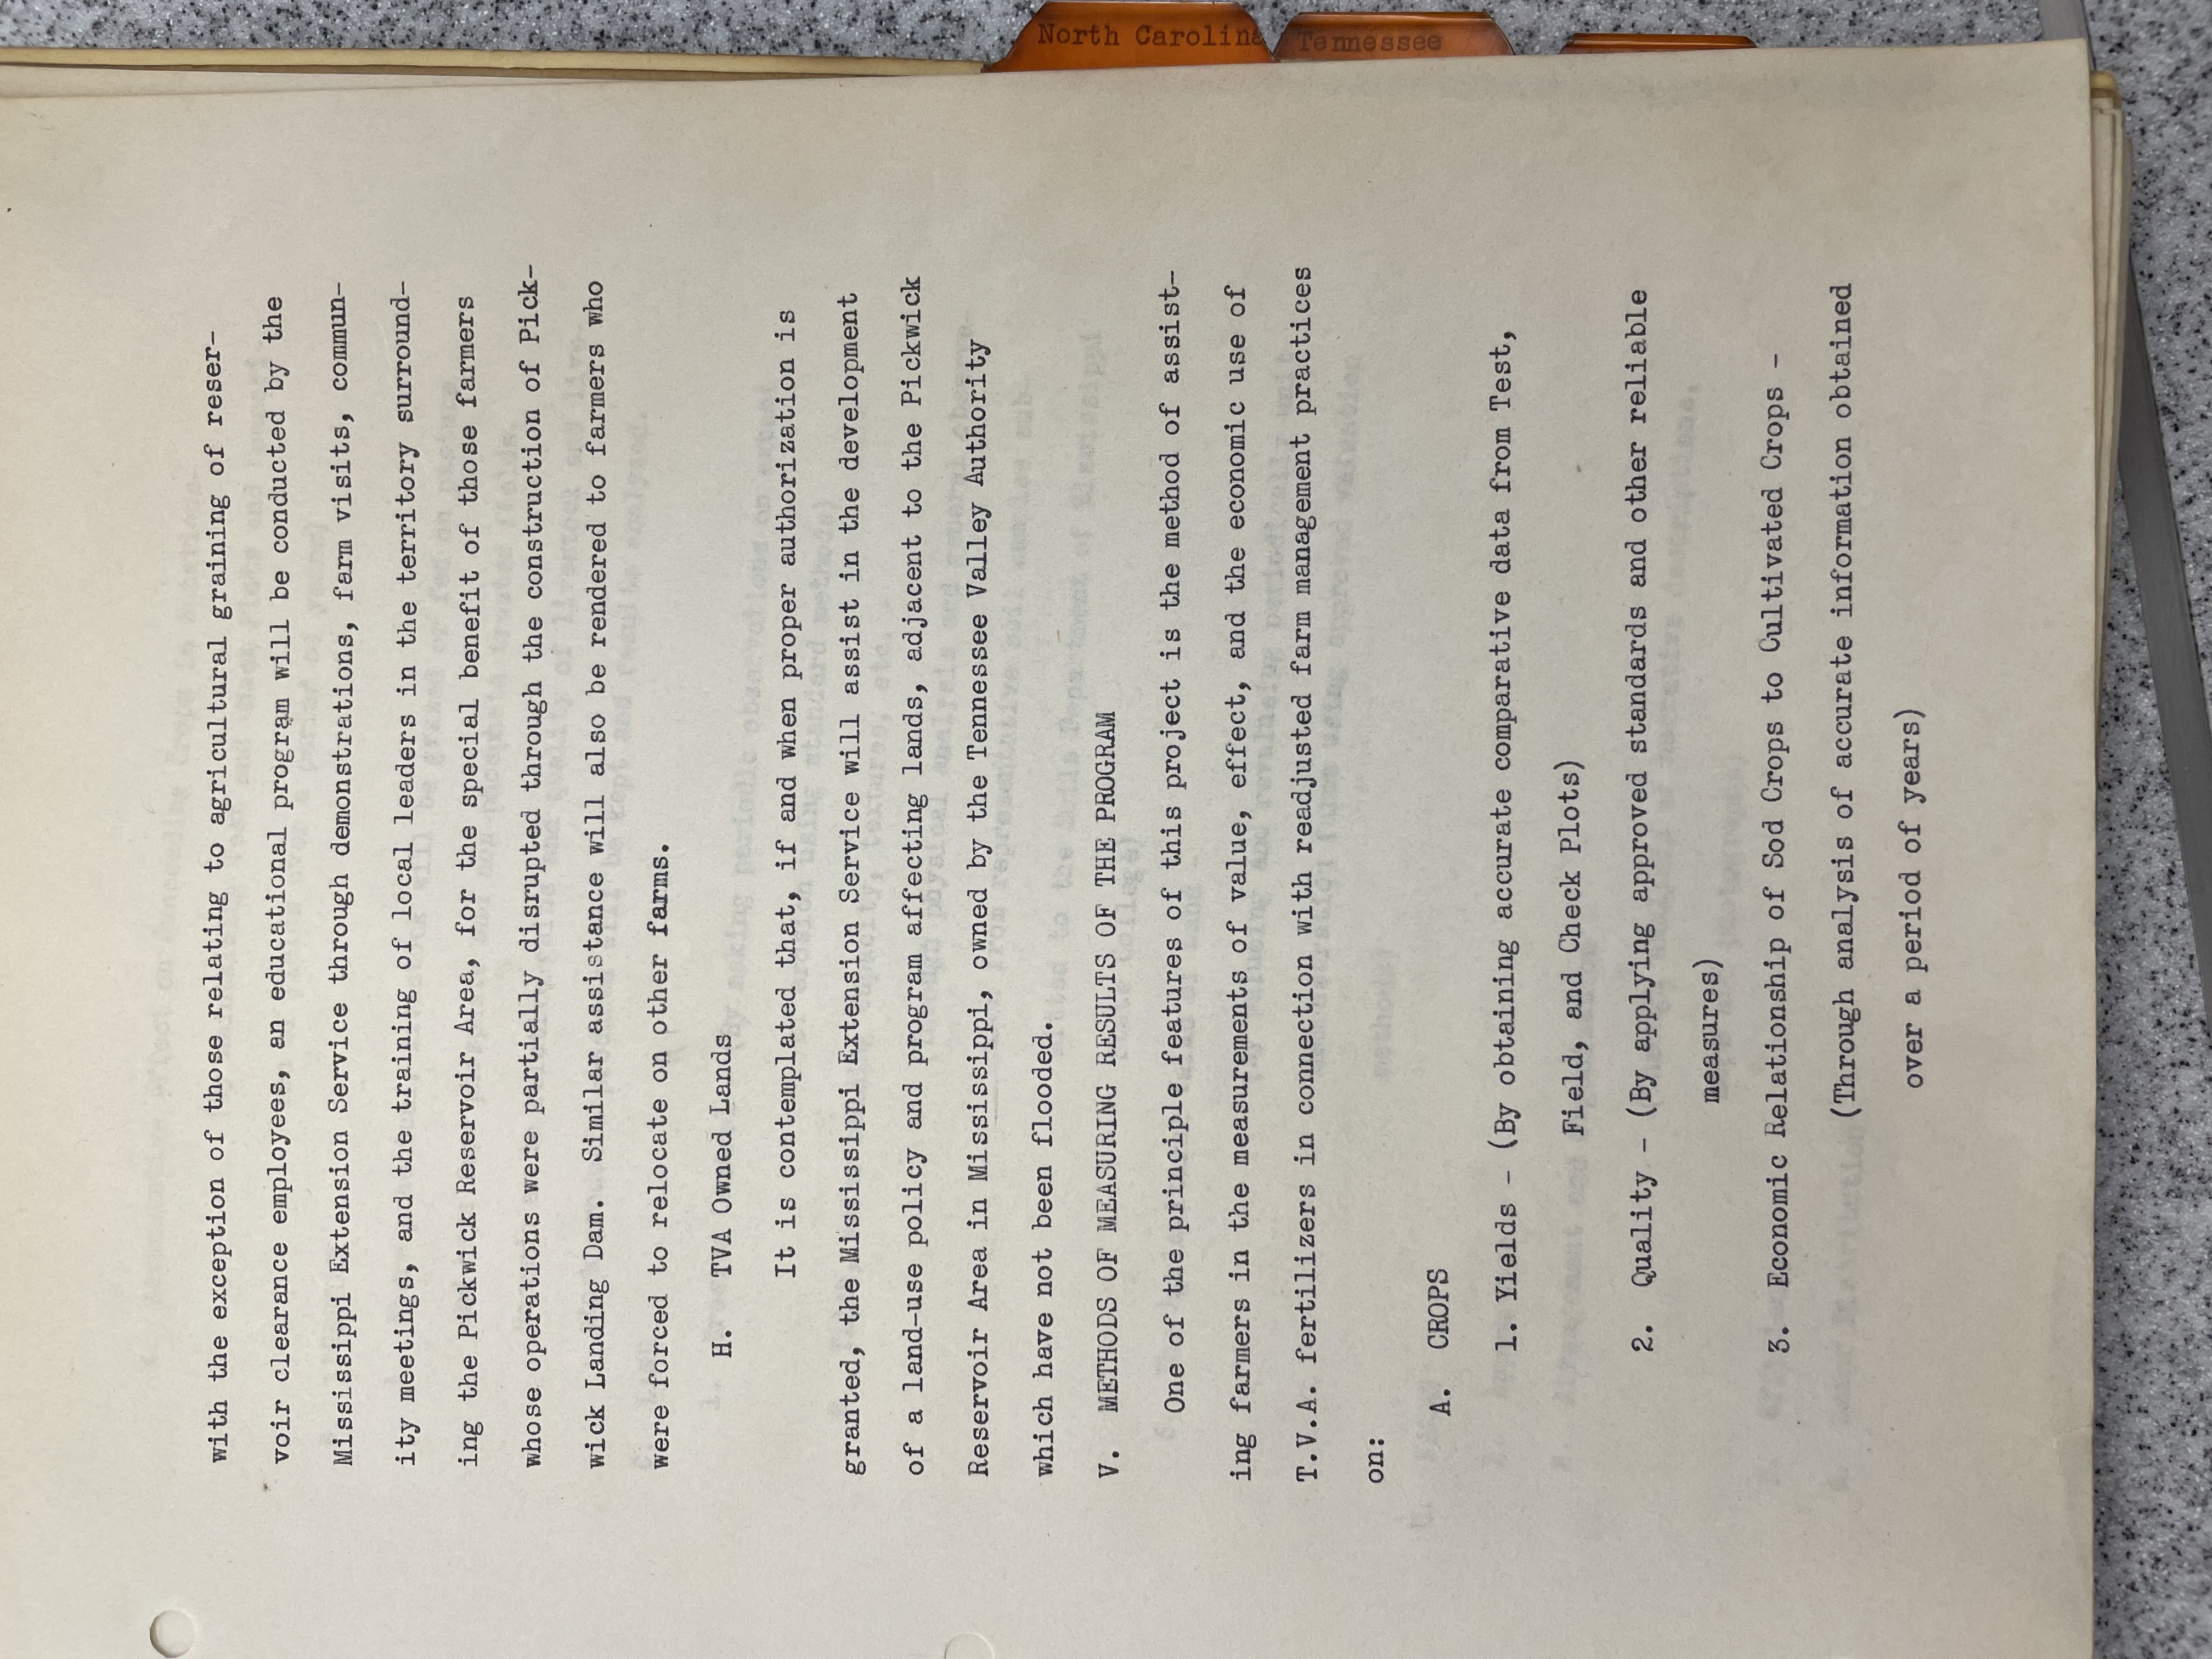 with the exception of those relating to agricultural graining of reser-
voir clearance employees, an educational program will be conducted by the
Mississippi Extension Service through demonstrations, farm visits, commun-
ity meetings, and the training of local leaders in the territory surround-
ing the Pickwick Reservoir Area, for the special benefit of those farmers
whose operations were partially disrupted through the construction of Pick-
wick Landing Dam. Similar assistance will also be rendered to farmers who
were forced to relocate on other farms.
H. TVA Owned Lands
It is contemplated that, if and when proper authorization is
granted, the Mississippi Extension Service will assist in the development
of a land-use policy and program affecting lands, adjacent to the Pickwick
Reservoir Area in Mississippi, owned by the Tennessee Valley Authority
which have not been flooded.
V. METHODS OF MEASURING RESULTS OF THE PROGRAM
One of the principle features of this project is the method of assist-
ing farmers in the measurements of value, effect, and the economic use of
T.V.A. fertilizers in connection with readjusted farm management practices
on:
A. CROPS
1. Yields - (By obtaining accurate comparative data from Test,
Field, and Check Plots)
2. Quality - (By applying approved standards and other reliable
measures)
3. Economic Relationship of Sod Crops to Cultivated Crops -
(Through analysis of accurate information obtained
over a period of years)
North Carolina
Tennessee